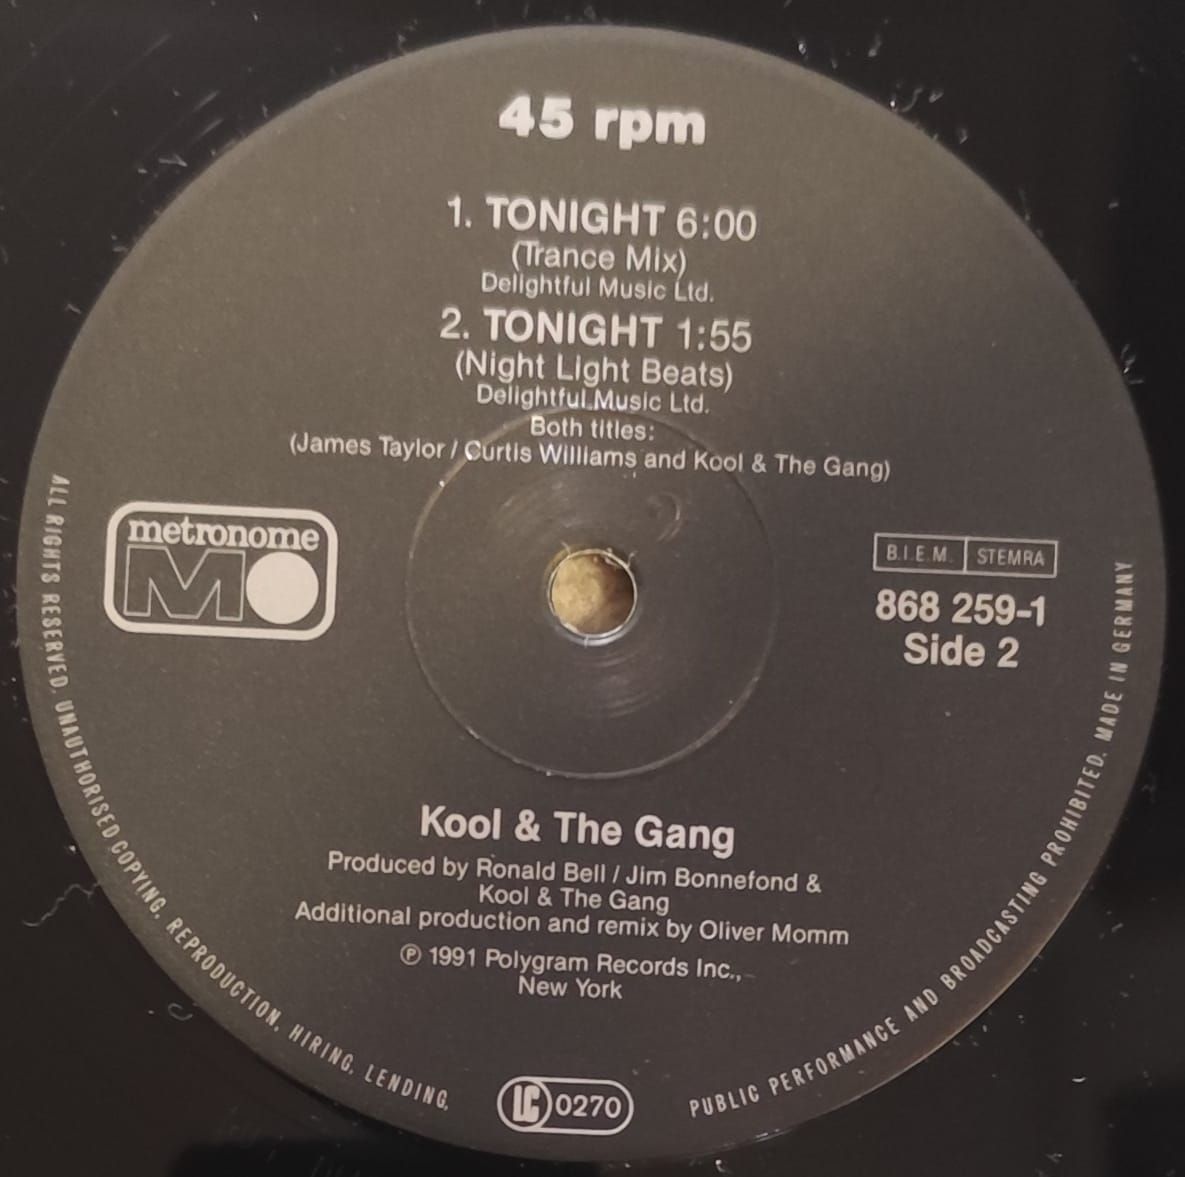 45 rpm
1. TONIGHT 6:00
(Trance Mix)
Delightful Music Ltd.
2. TONIGHT 1:55
(Night Light Beats)
Delightful Music Ltd.
Both titles:
(James Taylor / Curtis Williams and Kool & The Gang)
metronome
MO
B.I.E.M. STEMRA
868 259-1
Side 2
Kool & The Gang
Produced by Ronald Bell / Jim Bonnefond &
Kool & The Gang
Additional production and remix by Oliver Momm
℗ 1991 Polygram Records Inc.,
New York
LC 0270
ALL RIGHTS RESERVED. UNAUTHORISED COPYING, REPRODUCTION, HIRING, LENDING, PUBLIC PERFORMANCE AND BROADCASTING PROHIBITED. MADE IN GERMANY